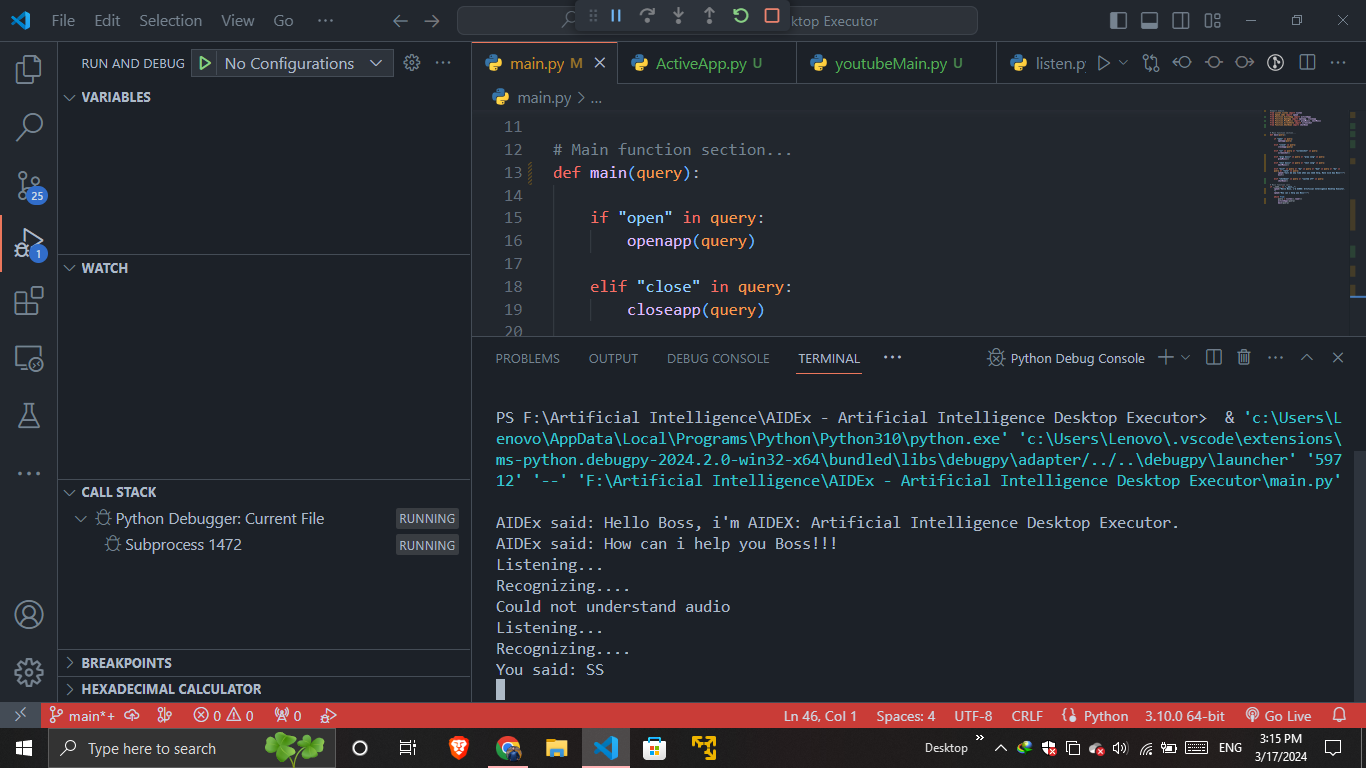 File Edit Selection View Go ···
ktop Executor
RUN AND DEBUG No Configurations
VARIABLES
WATCH
CALL STACK
Python Debugger: Current File RUNNING
Subprocess 1472 RUNNING
BREAKPOINTS
HEXADECIMAL CALCULATOR
25
1
main.py M ActiveApp.py U youtubeMain.py U listen.py
main.py > ...
11
12 # Main function section...
13 def main(query):
14
15 if "open" in query:
16 openapp(query)
17
18 elif "close" in query:
19 closeapp(query)
20
PROBLEMS OUTPUT DEBUG CONSOLE TERMINAL ··· Python Debug Console
PS F:\Artificial Intelligence\AIDEx - Artificial Intelligence Desktop Executor> & 'c:\Users\L
enovo\AppData\Local\Programs\Python\Python310\python.exe' 'c:\Users\Lenovo\.vscode\extensions\
ms-python.debugpy-2024.2.0-win32-x64\bundled\libs\debugpy\adapter/../..\debugpy\launcher' '597
12' '--' 'F:\Artificial Intelligence\AIDEx - Artificial Intelligence Desktop Executor\main.py'
AIDEx said: Hello Boss, i'm AIDEX: Artificial Intelligence Desktop Executor.
AIDEx said: How can i help you Boss!!!
Listening...
Recognizing....
Could not understand audio
Listening...
Recognizing....
You said: SS
main*+ 0 0 0 Ln 46, Col 1 Spaces: 4 UTF-8 CRLF Python 3.10.0 64-bit Go Live
Type here to search Desktop ENG 3:15 PM
3/17/2024